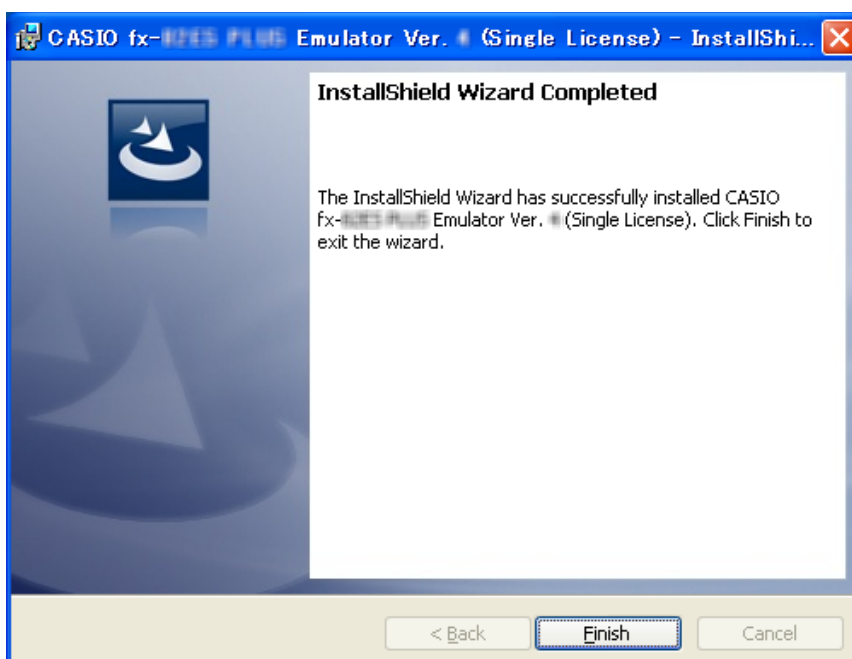 CASIO fx- Emulator Ver. (Single License) - InstallShi...
InstallShield Wizard Completed
The InstallShield Wizard has successfully installed CASIO
fx- Emulator Ver. (Single License). Click Finish to
exit the wizard.
< Back
Finish
Cancel